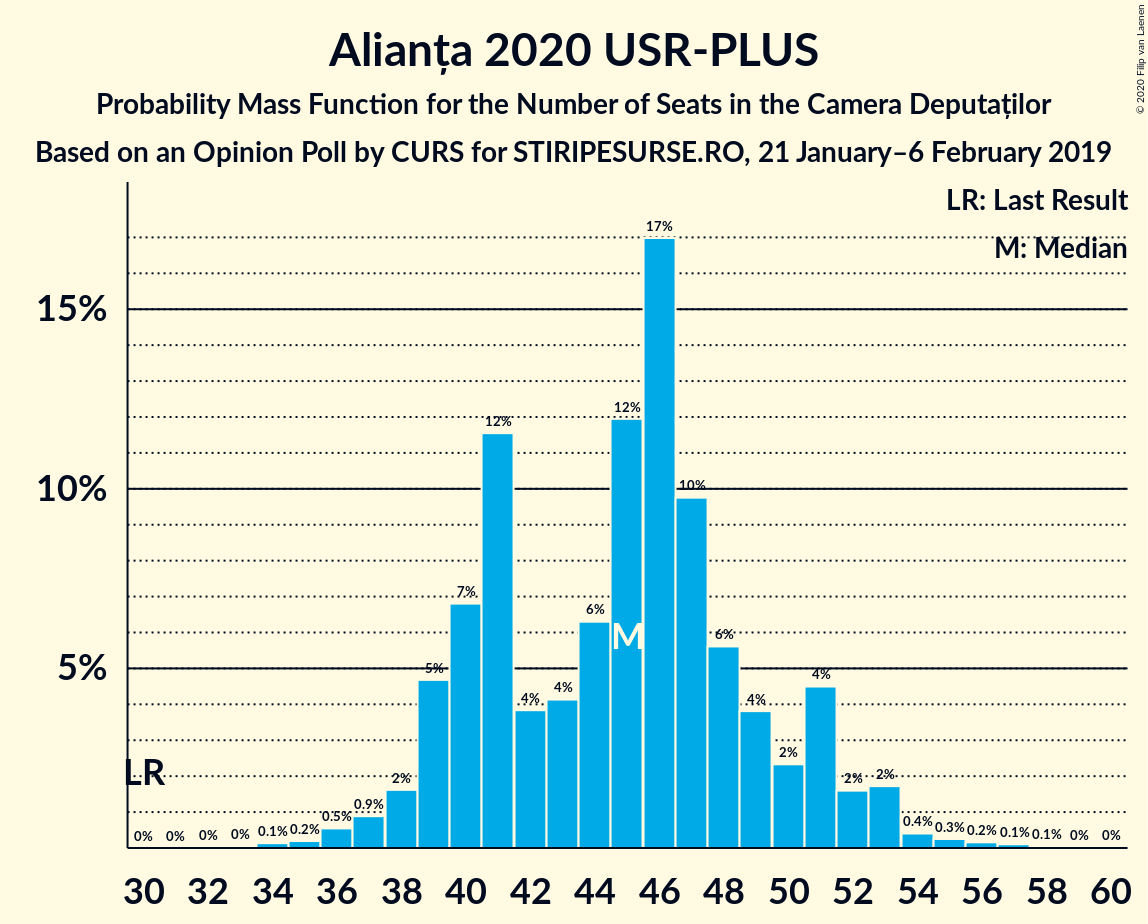 Alianța 2020 USR-PLUS
Probability Mass Function for the Number of Seats in the Camera Deputaților
Based on an Opinion Poll by CURS for STIRIPESURSE.RO, 21 January–6 February 2019
© 2020 Filip van Laenen
LR: Last Result
M: Median
15%
10%
5%
0% 0% 0% 0% 0.1% 0.2% 0.5% 0.9% 2% 5% 7% 12% 4% 4% 6% 12% 17% 10% 6% 4% 2% 4% 2% 2% 0.4% 0.3% 0.2% 0.1% 0.1% 0% 0%
M
LR
30 32 34 36 38 40 42 44 46 48 50 52 54 56 58 60